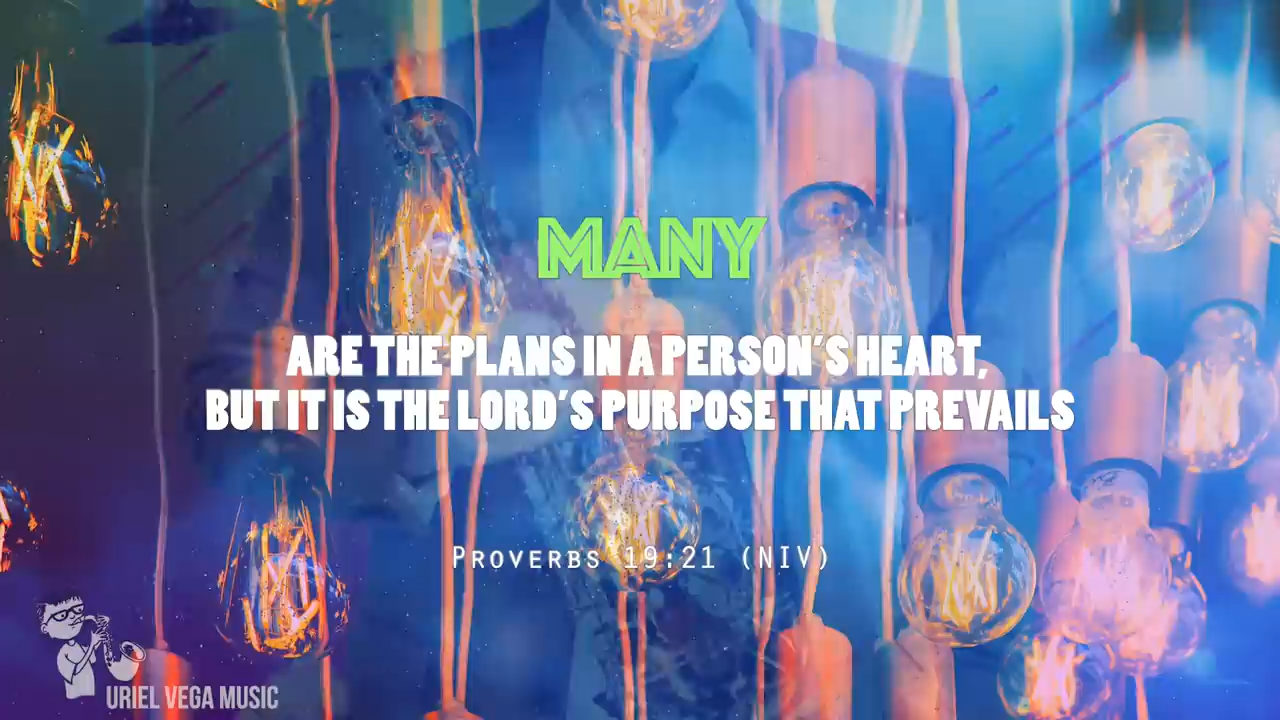 MANY
ARE THE PLANS IN A PERSON'S HEART,
BUT IT IS THE LORD'S PURPOSE THAT PREVAILS
PROVERBS 19:21 (NIV)
URIEL VEGA MUSIC